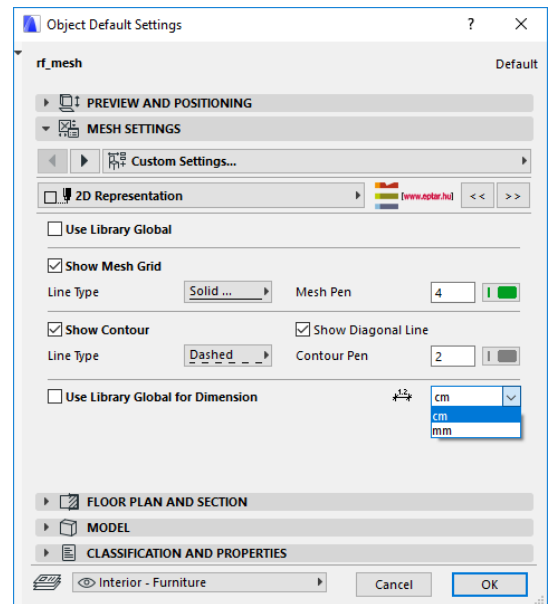 Object Default Settings
rf_mesh
Default
PREVIEW AND POSITIONING
MESH SETTINGS
Custom Settings...
2D Representation
[www.eptar.hu]
<<
>>
Use Library Global
Show Mesh Grid
Line Type Solid ... Mesh Pen 4
Show Contour Show Diagonal Line
Line Type Dashed Contour Pen 2
Use Library Global for Dimension 1.2 cm
cm
mm
FLOOR PLAN AND SECTION
MODEL
CLASSIFICATION AND PROPERTIES
Interior - Furniture Cancel OK